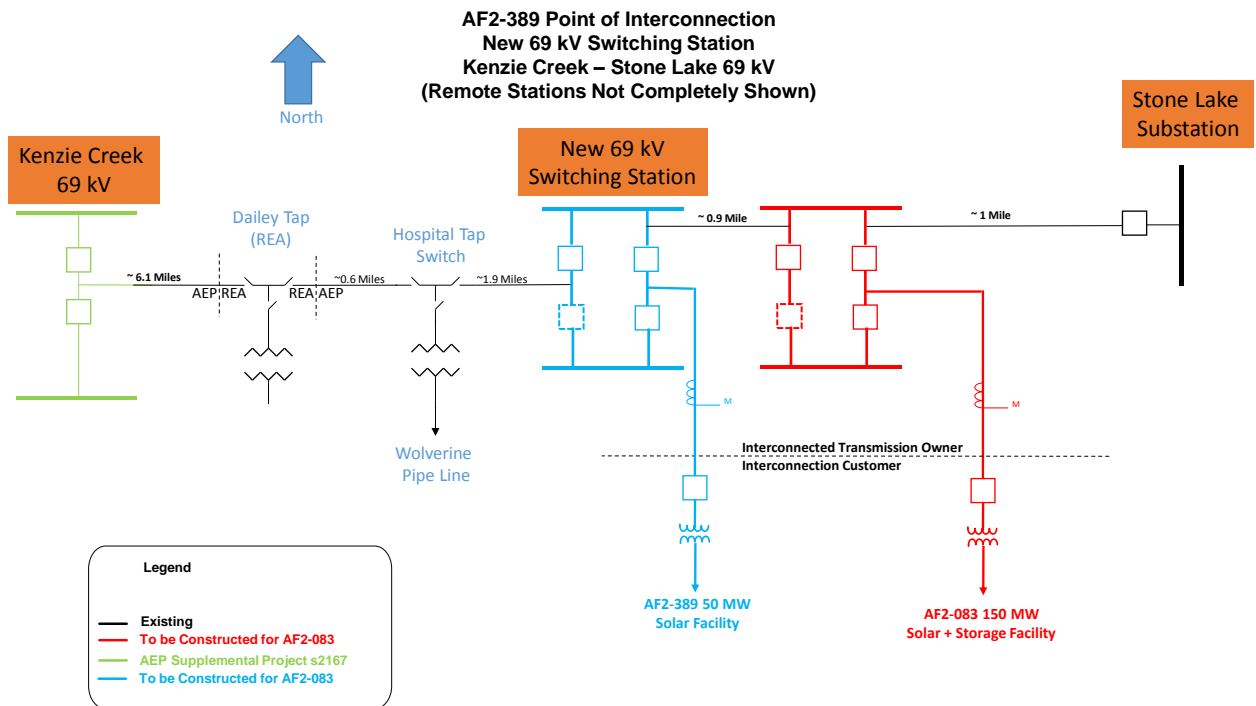 AF2-389 Point of Interconnection
New 69 kV Switching Station
Kenzie Creek – Stone Lake 69 kV
(Remote Stations Not Completely Shown)
North
Stone Lake
Substation
Kenzie Creek
69 kV
New 69 kV
Switching Station
Dailey Tap
(REA)
Hospital Tap
Switch
~ 0.9 Mile
~ 1 Mile
~ 6.1 Miles
AEP
REA
REA
AEP
~0.6 Miles
~1.9 Miles
M
M
Wolverine
Pipe Line
Interconnected Transmission Owner
Interconnection Customer
AF2-389 50 MW
Solar Facility
AF2-083 150 MW
Solar + Storage Facility
Legend
Existing
To be Constructed for AF2-083
AEP Supplemental Project s2167
To be Constructed for AF2-083